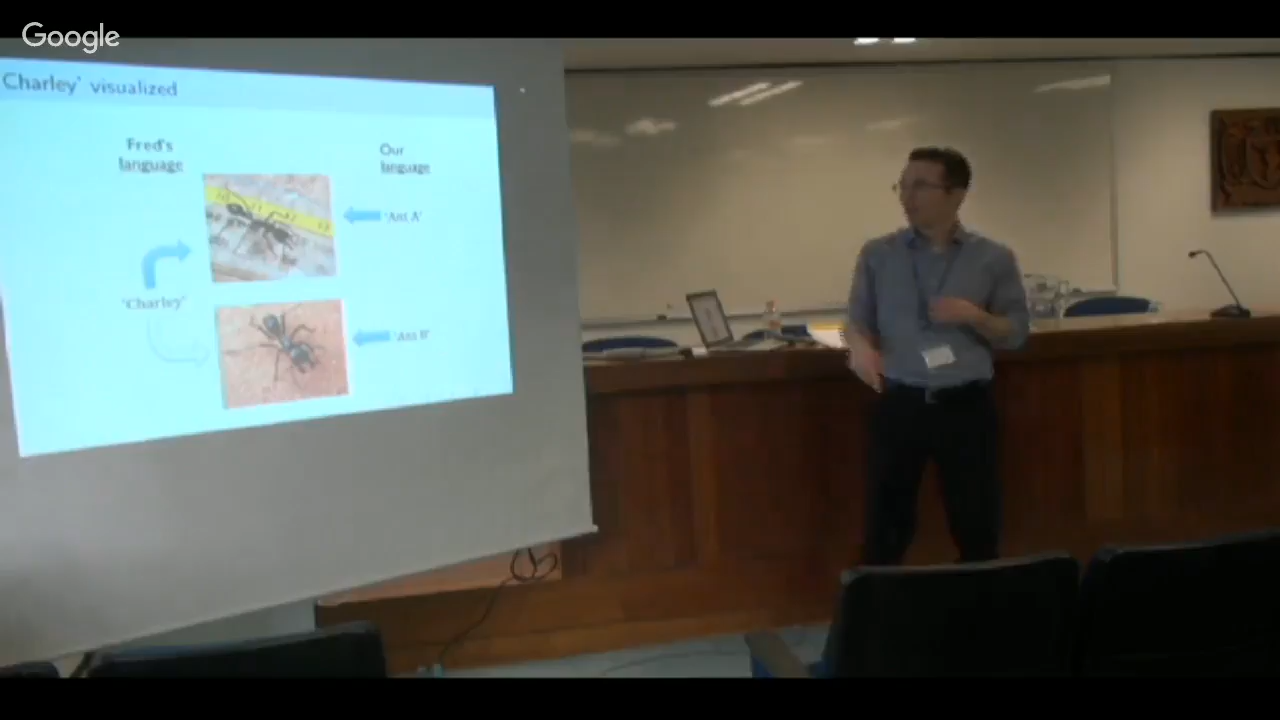 Google
Charley' visualized
Fred's
language
Our
language
'Ant A'
'Charley'
'Ant B'